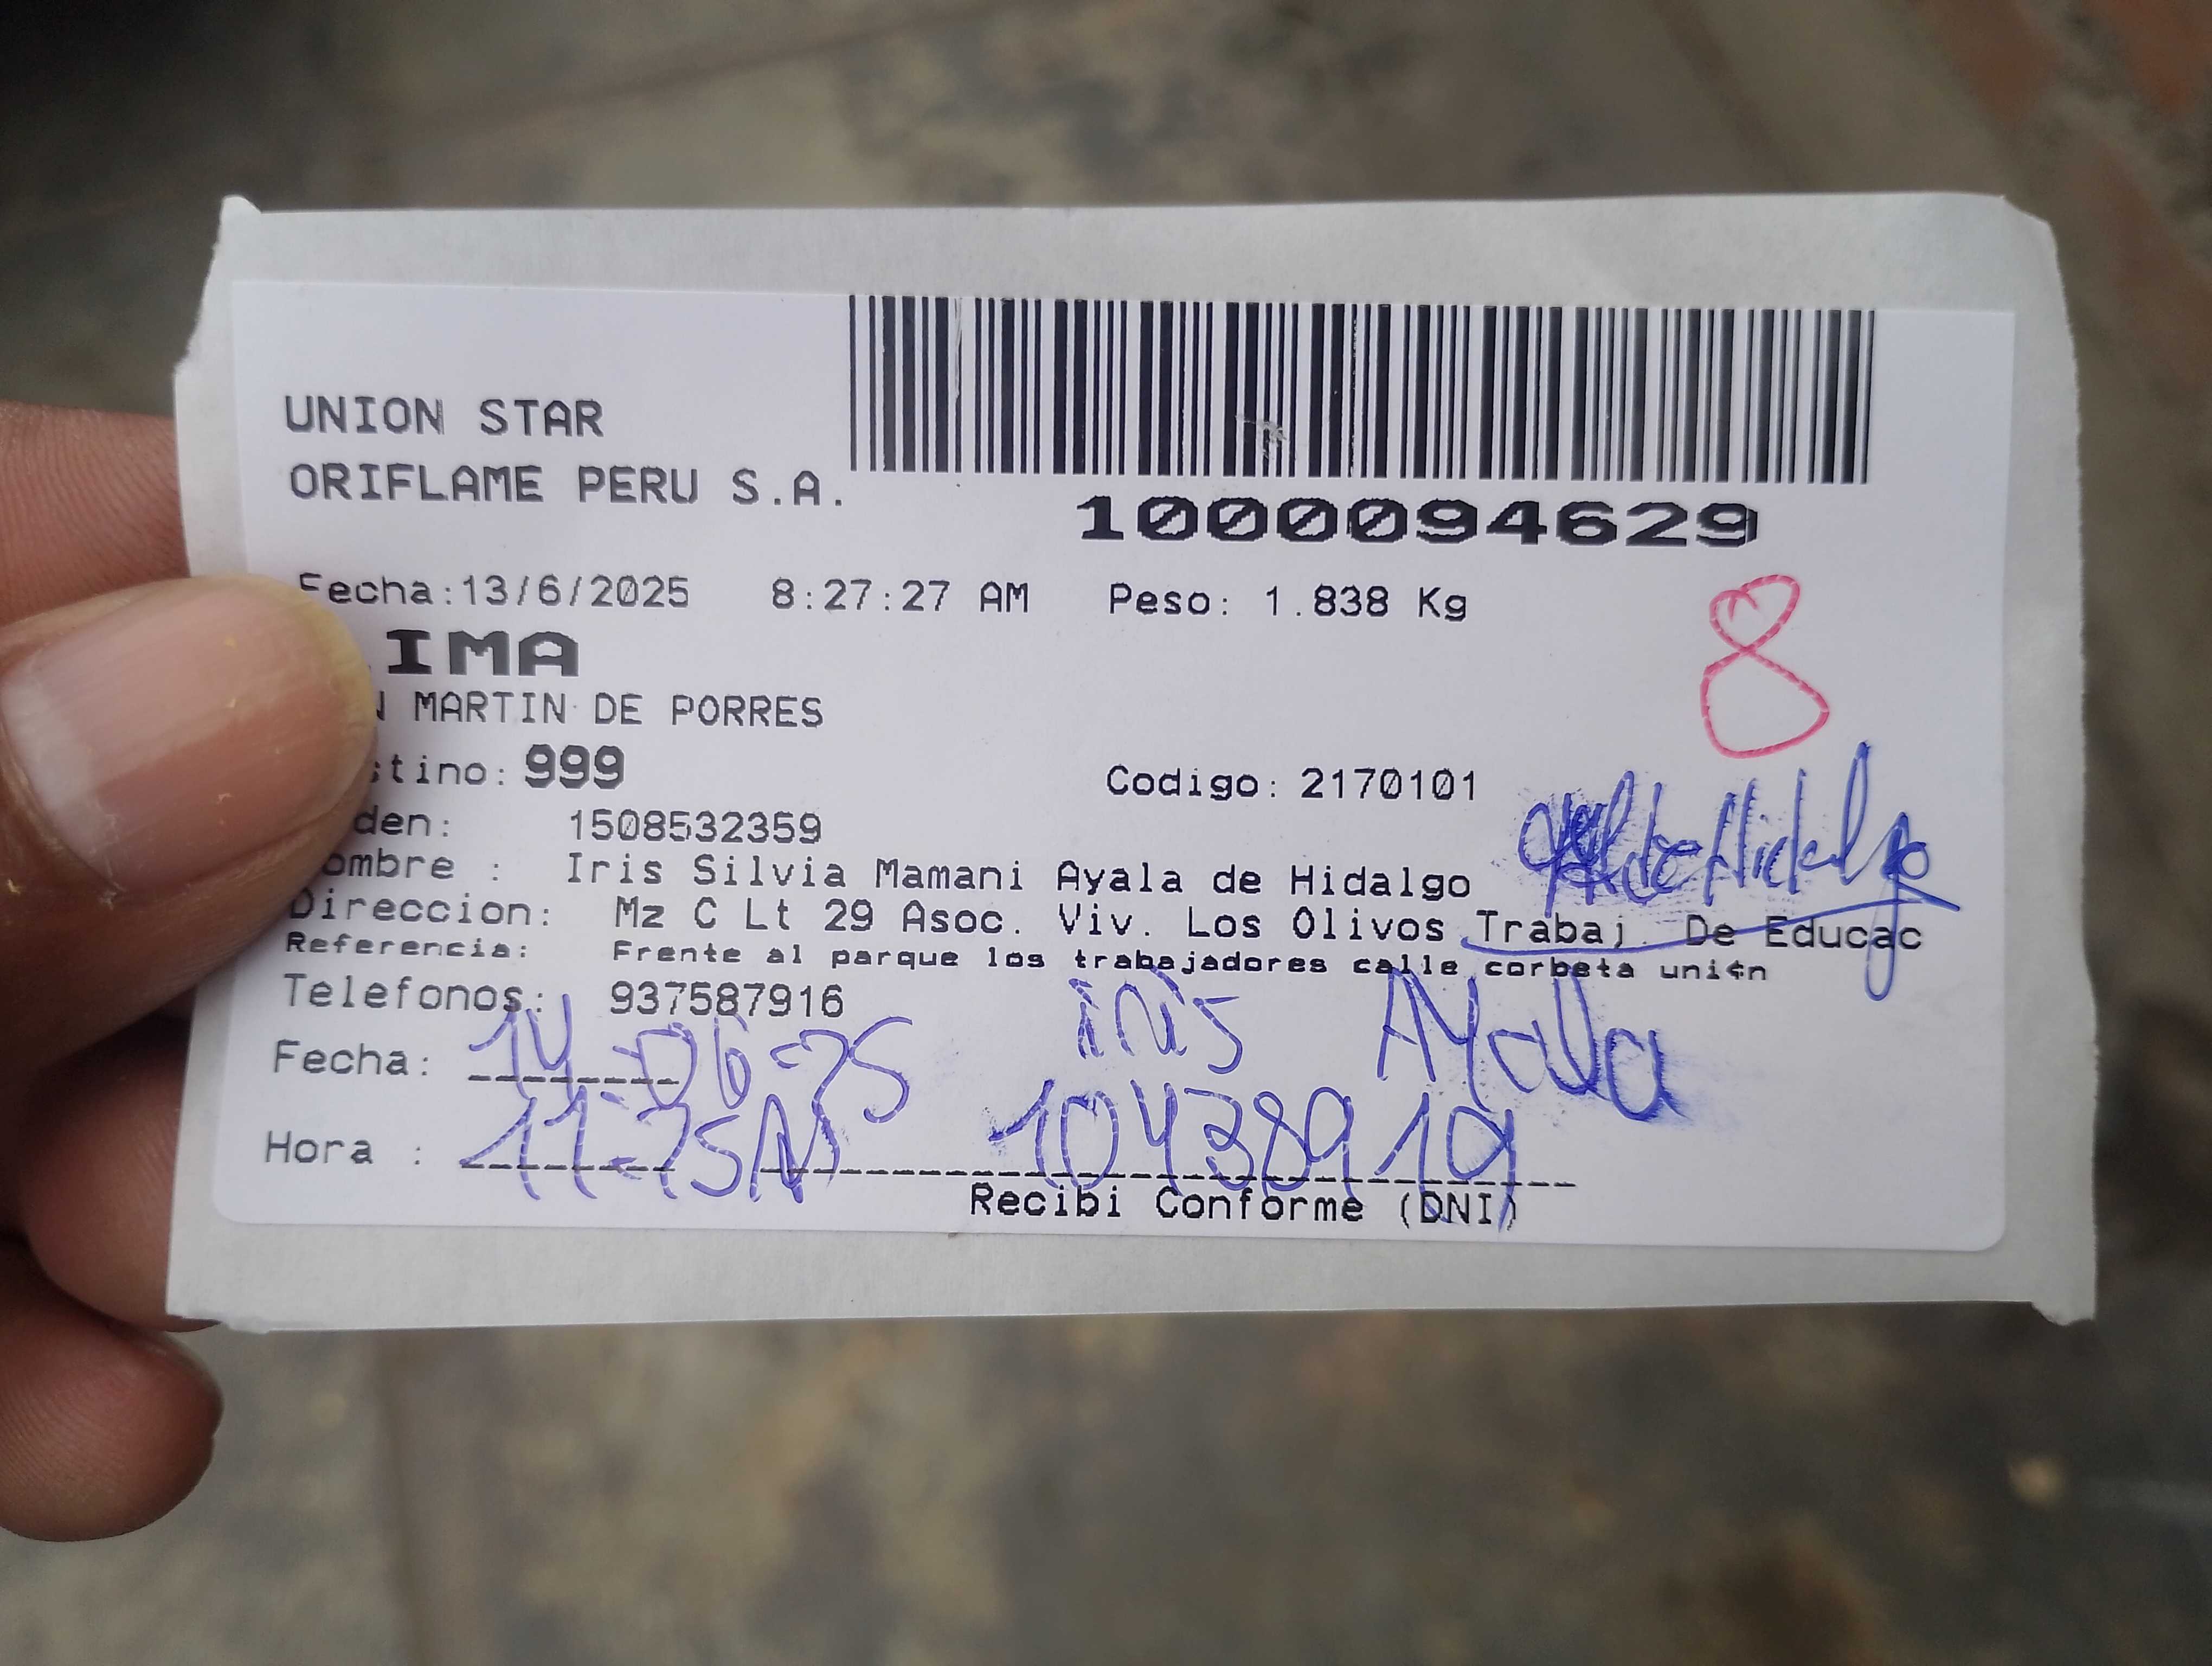 UNION STAR
ORIFLAME PERU S.A.
1000094629
Fecha:13/6/2025 8:27:27 AM Peso: 1.838 Kg
IMA
8
N MARTIN DE PORRES
stino: 999 Codigo: 2170101
den: 1508532359
ombre : Iris Silvia Mamani Ayala de Hidalgo
de Hidalgo
Direccion: Mz C Lt 29 Asoc. Viv. Los Olivos Trabaj. De Educac
Referencia: Frente al parque los trabajadores calle corbeta uni¢n
Telefonos: 937587916
iris Ayala
Fecha: 14-06-25
Hora : 10438919
Recibi Conforme (DNI)